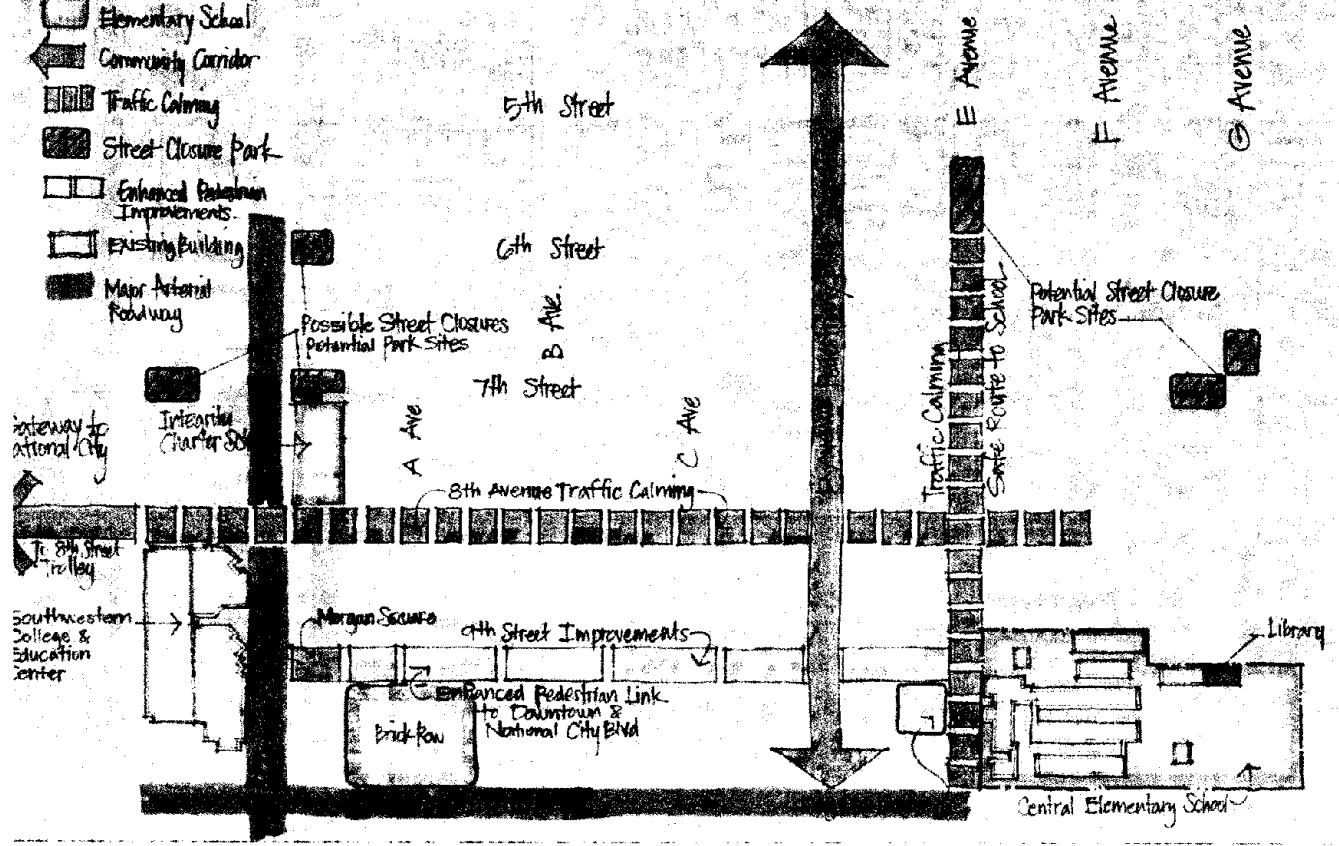 Elementary School
Community Corridor
Traffic Calming
Street Closure Park
Enhanced Pedestrian
Improvements
Existing Building
Major Arterial
Roadway
5th Street
E Avenue
F Avenue
G Avenue
6th Street
Possible Street Closures
Potential Park Sites
B Ave.
7th Street
Potential Street Closure
Park Sites
Traffic Calming
Safe Route to School
Gateway to
National City
Integrity
Charter
A Ave
C Ave
8th Avenue Traffic Calming
To 8th Street
Trolley
Southwestern
College &
Education
Center
Morgan Square
9th Street Improvements
Enhanced Pedestrian Link
to Downtown &
National City Blvd
Brick Row
Library
Central Elementary School